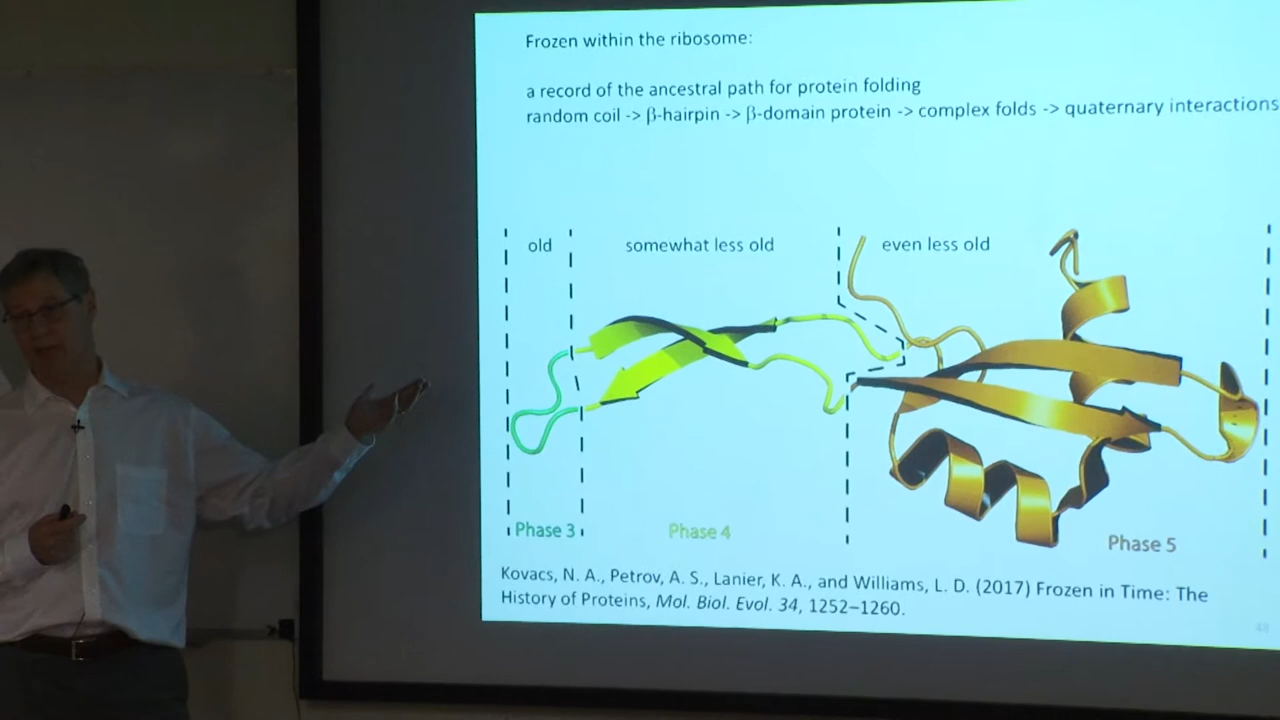 Frozen within the ribosome:
a record of the ancestral path for protein folding
random coil -> β-hairpin -> β-domain protein -> complex folds -> quaternary interactions
old
somewhat less old
even less old
Phase 3
Phase 4
Phase 5
Kovacs, N. A., Petrov, A. S., Lanier, K. A., and Williams, L. D. (2017) Frozen in Time: The
History of Proteins, Mol. Biol. Evol. 34, 1252–1260.
48